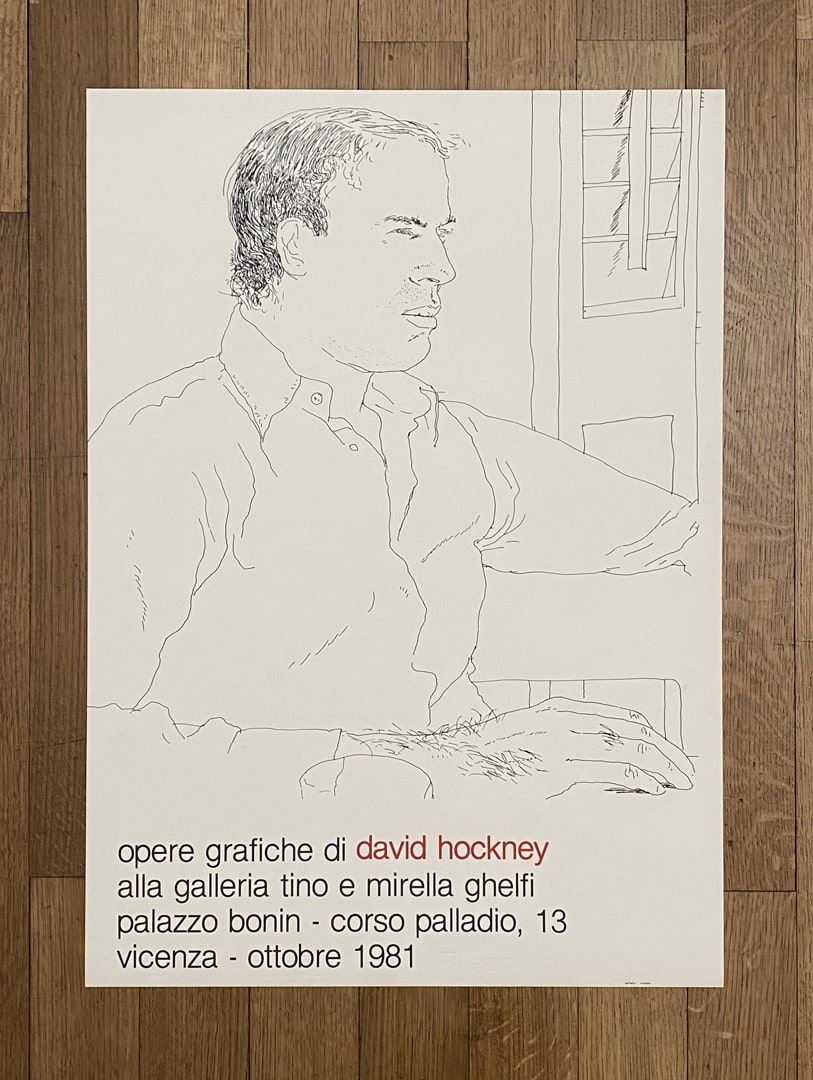 opere grafiche di david hockney
alla galleria tino e mirella ghelfi
palazzo bonin - corso palladio, 13
vicenza - ottobre 1981